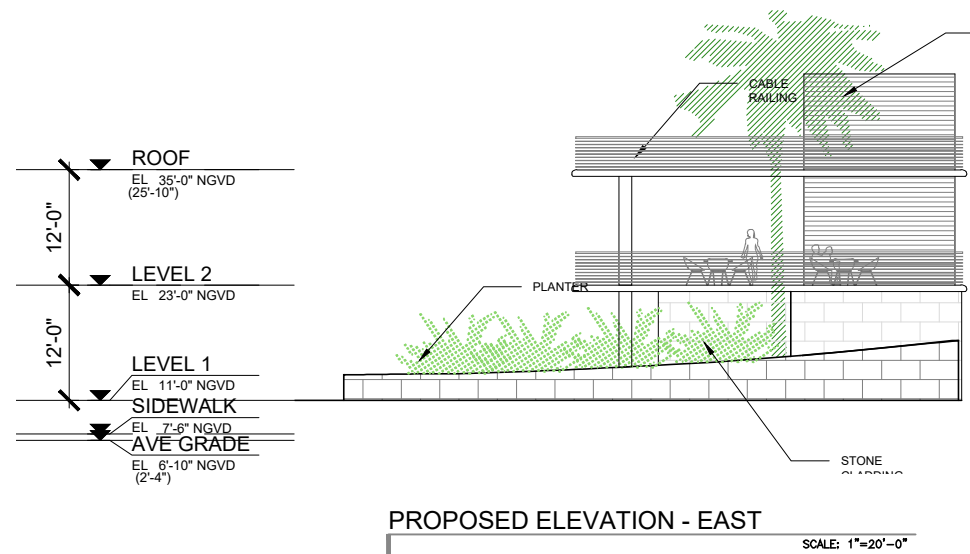 CABLE
RAILING
ROOF
EL 35'-0" NGVD
(25'-10")
12'-0"
LEVEL 2
EL 23'-0" NGVD
PLANTER
12'-0"
LEVEL 1
EL 11'-0" NGVD
SIDEWALK
EL 7'-6" NGVD
AVE GRADE
EL 6'-10" NGVD
(2'-4")
STONE
PROPOSED ELEVATION - EAST
SCALE: 1"=20'-0"